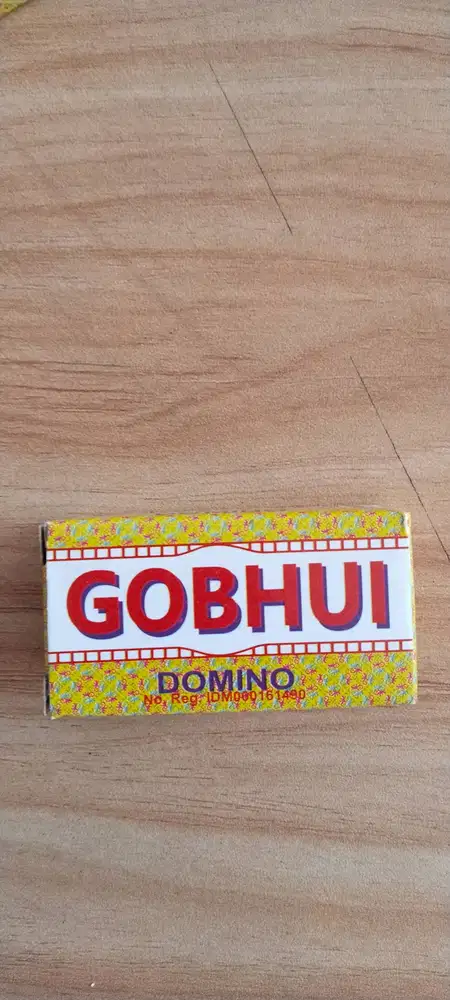 GOBHUI
DOMINO
No. Reg. IDM000161490